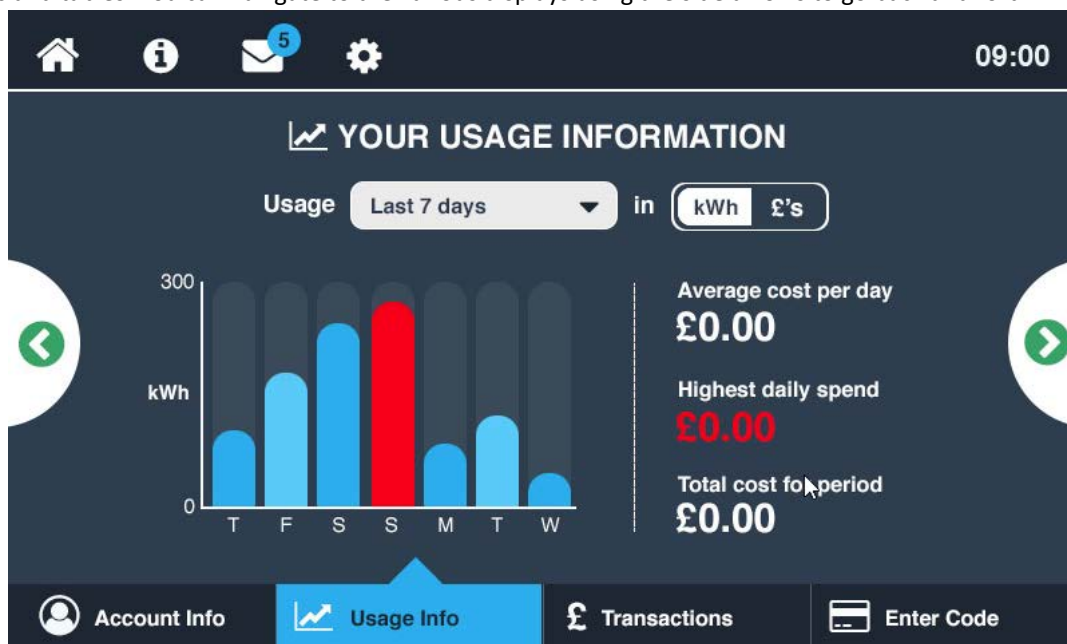 5
09:00
YOUR USAGE INFORMATION
Usage Last 7 days in kWh £'s
300
kWh
0
T F S S M T W
Average cost per day
£0.00
Highest daily spend
£0.00
Total cost for period
£0.00
Account Info Usage Info £ Transactions Enter Code